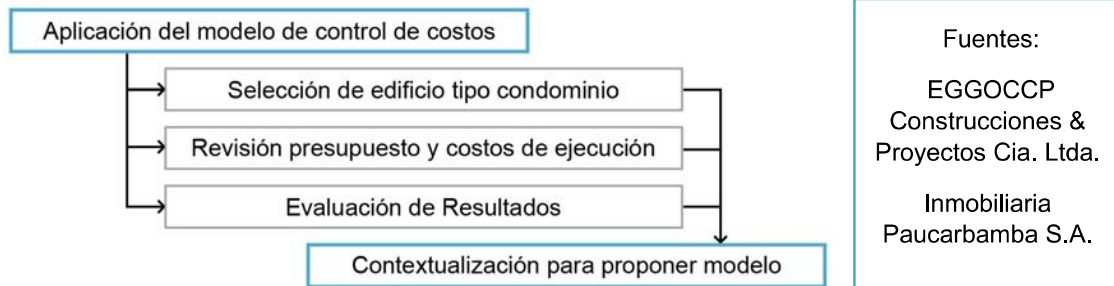 Aplicación del modelo de control de costos
Selección de edificio tipo condominio
Revisión presupuesto y costos de ejecución
Evaluación de Resultados
Contextualización para proponer modelo
Fuentes:
EGGOCCP
Construcciones &
Proyectos Cia. Ltda.
Inmobiliaria
Paucarbamba S.A.